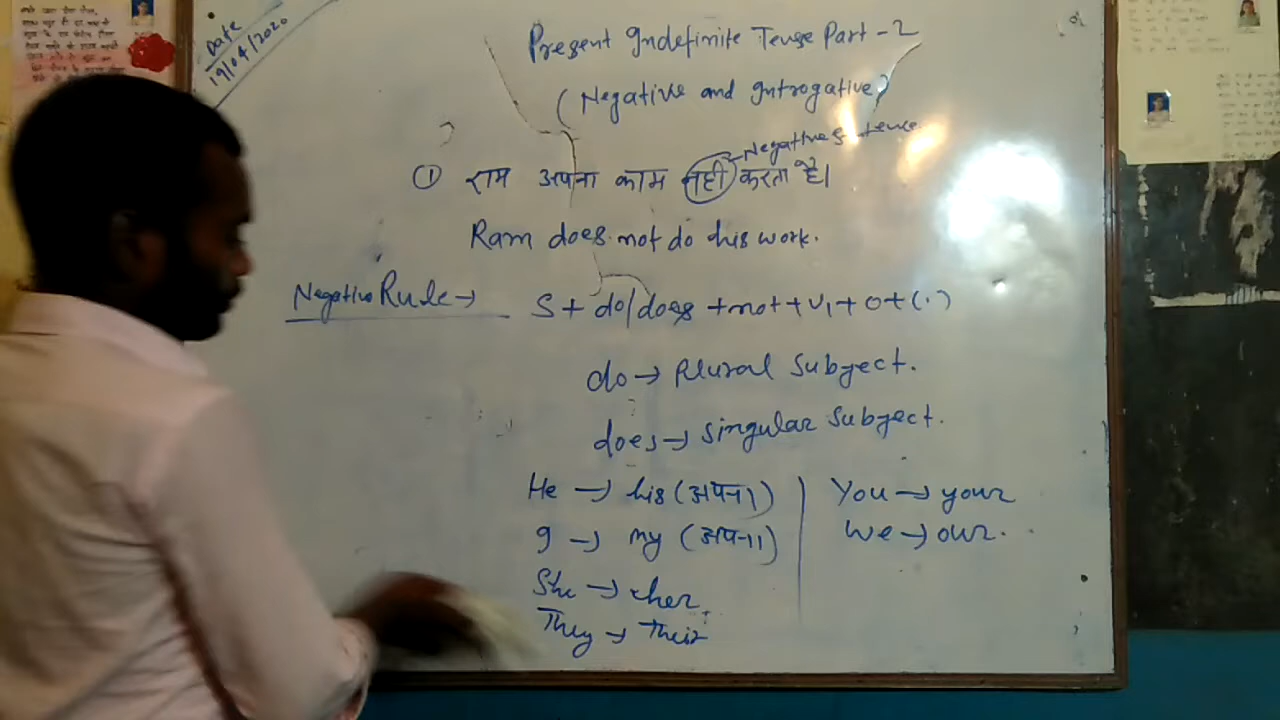 Date
19/04/2020
Present Indefinite Tense Part-2
(Negative and Introgative)
Negative Sentence
① राम अपना काम नही करता है।
Ram does not do his work.
Negative Rule → S + do/does + not + V1 + O + (.)
do → Plural Subject.
does → Singular Subject.
He → his (अपना) | You → your
I → my (अपना) | We → our.
She → her
They → Their